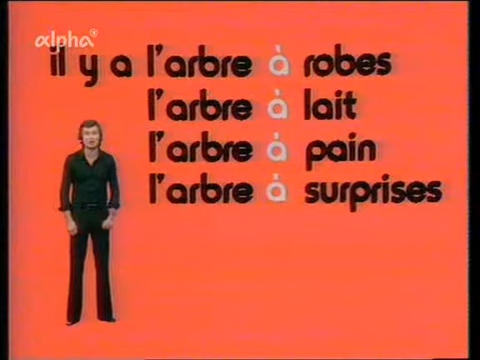 alpha
il y a l'arbre à robes
l'arbre à lait
l'arbre à pain
l'arbre à surprises